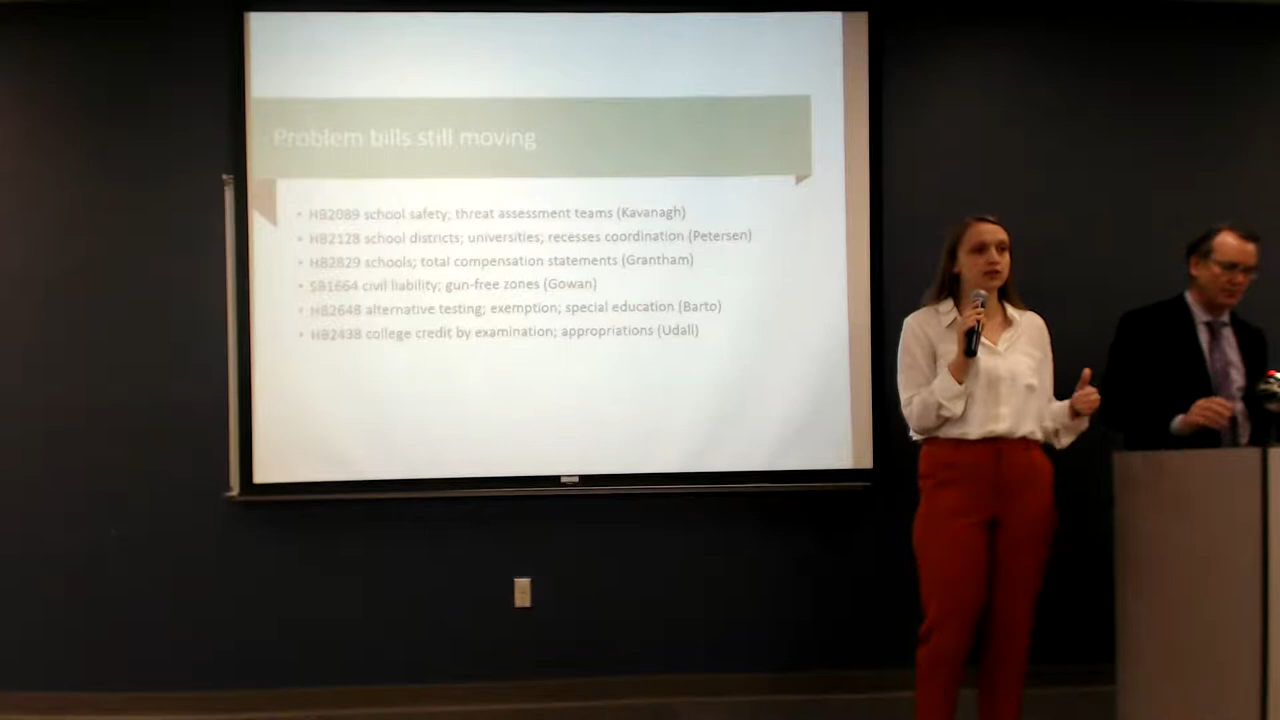 Problem bills still moving
• HB2089 school safety; threat assessment teams (Kavanagh)
• HB2128 school districts; universities; recesses coordination (Petersen)
• HB2829 schools; total compensation statements (Grantham)
• SB1664 civil liability; gun-free zones (Gowan)
• HB2648 alternative testing; exemption; special education (Barto)
• HB2438 college credit by examination; appropriations (Udall)